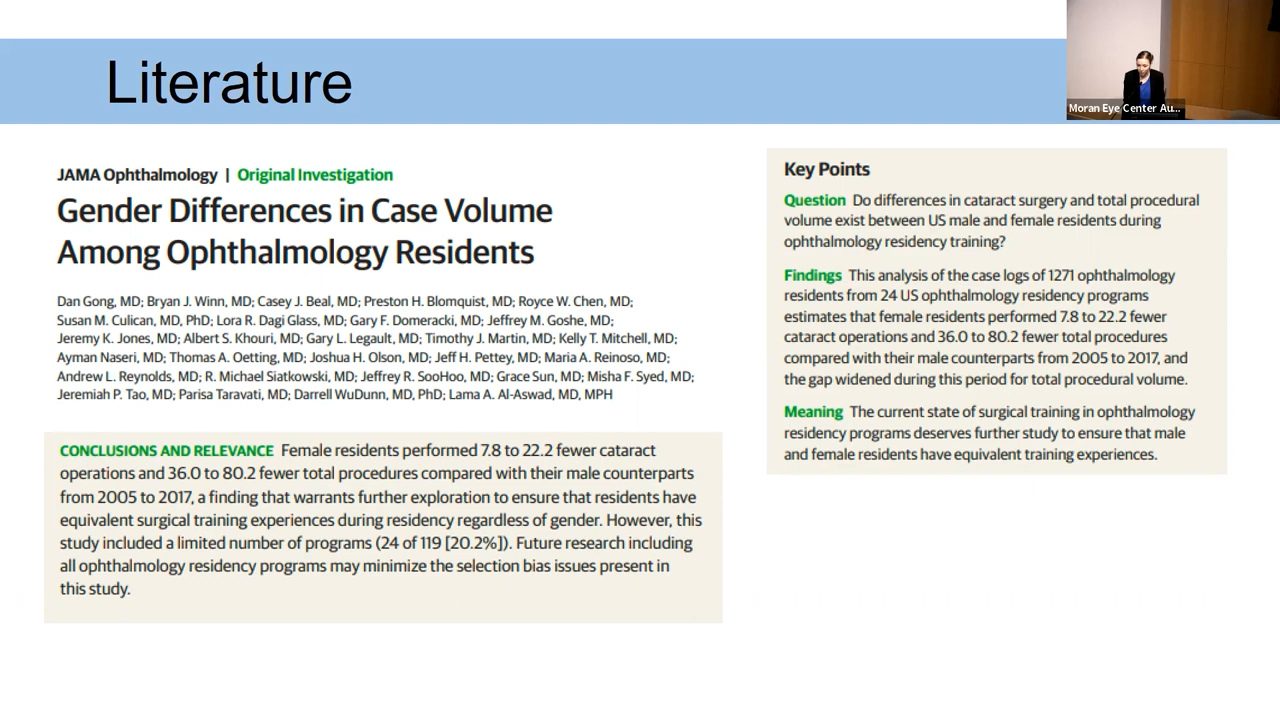 Literature
Moran Eye Center Au...
JAMA Ophthalmology | Original Investigation
Gender Differences in Case Volume
Among Ophthalmology Residents
Dan Gong, MD; Bryan J. Winn, MD; Casey J. Beal, MD; Preston H. Blomquist, MD; Royce W. Chen, MD;
Susan M. Culican, MD, PhD; Lora R. Dagi Glass, MD; Gary F. Domeracki, MD; Jeffrey M. Goshe, MD;
Jeremy K. Jones, MD; Albert S. Khouri, MD; Gary L. Legault, MD; Timothy J. Martin, MD; Kelly T. Mitchell, MD;
Ayman Naseri, MD; Thomas A. Oetting, MD; Joshua H. Olson, MD; Jeff H. Pettey, MD; Maria A. Reinoso, MD;
Andrew L. Reynolds, MD; R. Michael Siatkowski, MD; Jeffrey R. SooHoo, MD; Grace Sun, MD; Misha F. Syed, MD;
Jeremiah P. Tao, MD; Parisa Taravati, MD; Darrell WuDunn, MD, PhD; Lama A. Al-Aswad, MD, MPH
CONCLUSIONS AND RELEVANCE Female residents performed 7.8 to 22.2 fewer cataract
operations and 36.0 to 80.2 fewer total procedures compared with their male counterparts
from 2005 to 2017, a finding that warrants further exploration to ensure that residents have
equivalent surgical training experiences during residency regardless of gender. However, this
study included a limited number of programs (24 of 119 [20.2%]). Future research including
all ophthalmology residency programs may minimize the selection bias issues present in
this study.
Key Points
Question Do differences in cataract surgery and total procedural
volume exist between US male and female residents during
ophthalmology residency training?
Findings This analysis of the case logs of 1271 ophthalmology
residents from 24 US ophthalmology residency programs
estimates that female residents performed 7.8 to 22.2 fewer
cataract operations and 36.0 to 80.2 fewer total procedures
compared with their male counterparts from 2005 to 2017, and
the gap widened during this period for total procedural volume.
Meaning The current state of surgical training in ophthalmology
residency programs deserves further study to ensure that male
and female residents have equivalent training experiences.